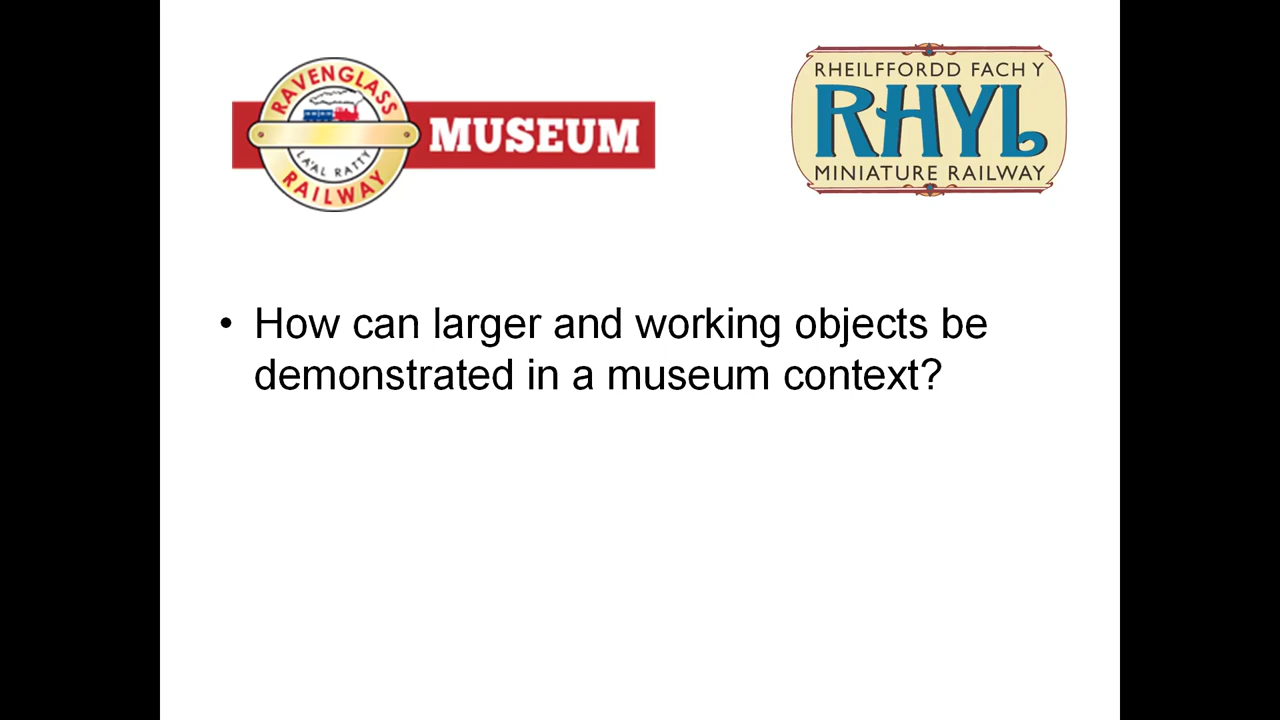 RAVENGLASS
LA'AL RATTY
RAILWAY
MUSEUM
RHEILFFORDD FACH Y
RHYL
MINIATURE RAILWAY
• How can larger and working objects be
demonstrated in a museum context?